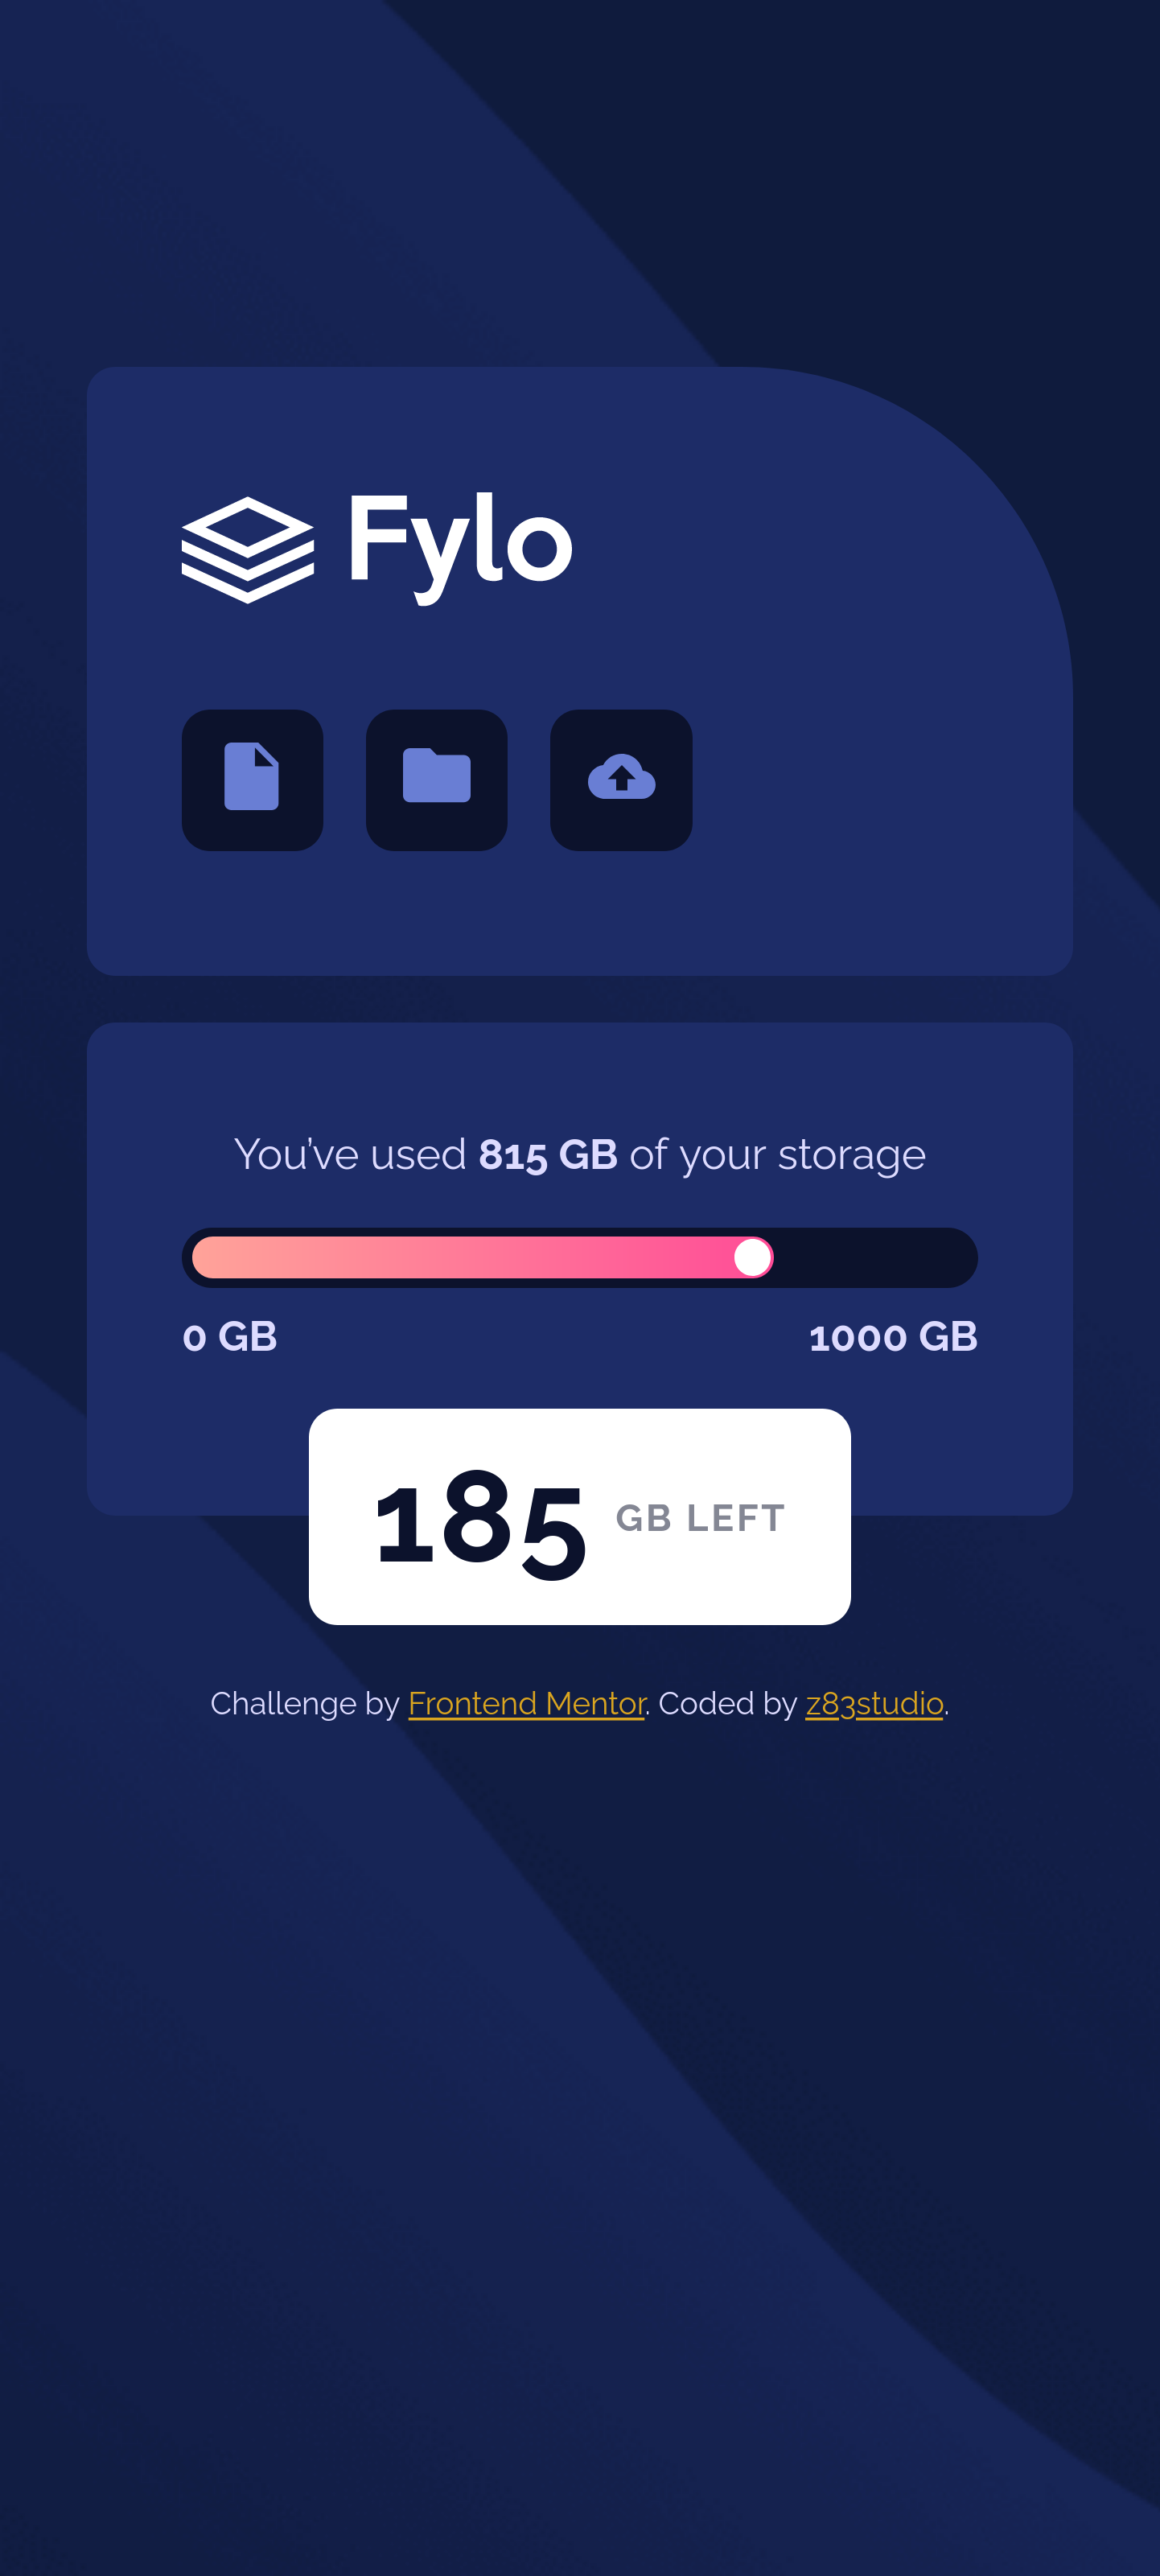 Fylo
You’ve used 815 GB of your storage
0 GB 1000 GB
185 GB LEFT
Challenge by Frontend Mentor. Coded by z83studio.